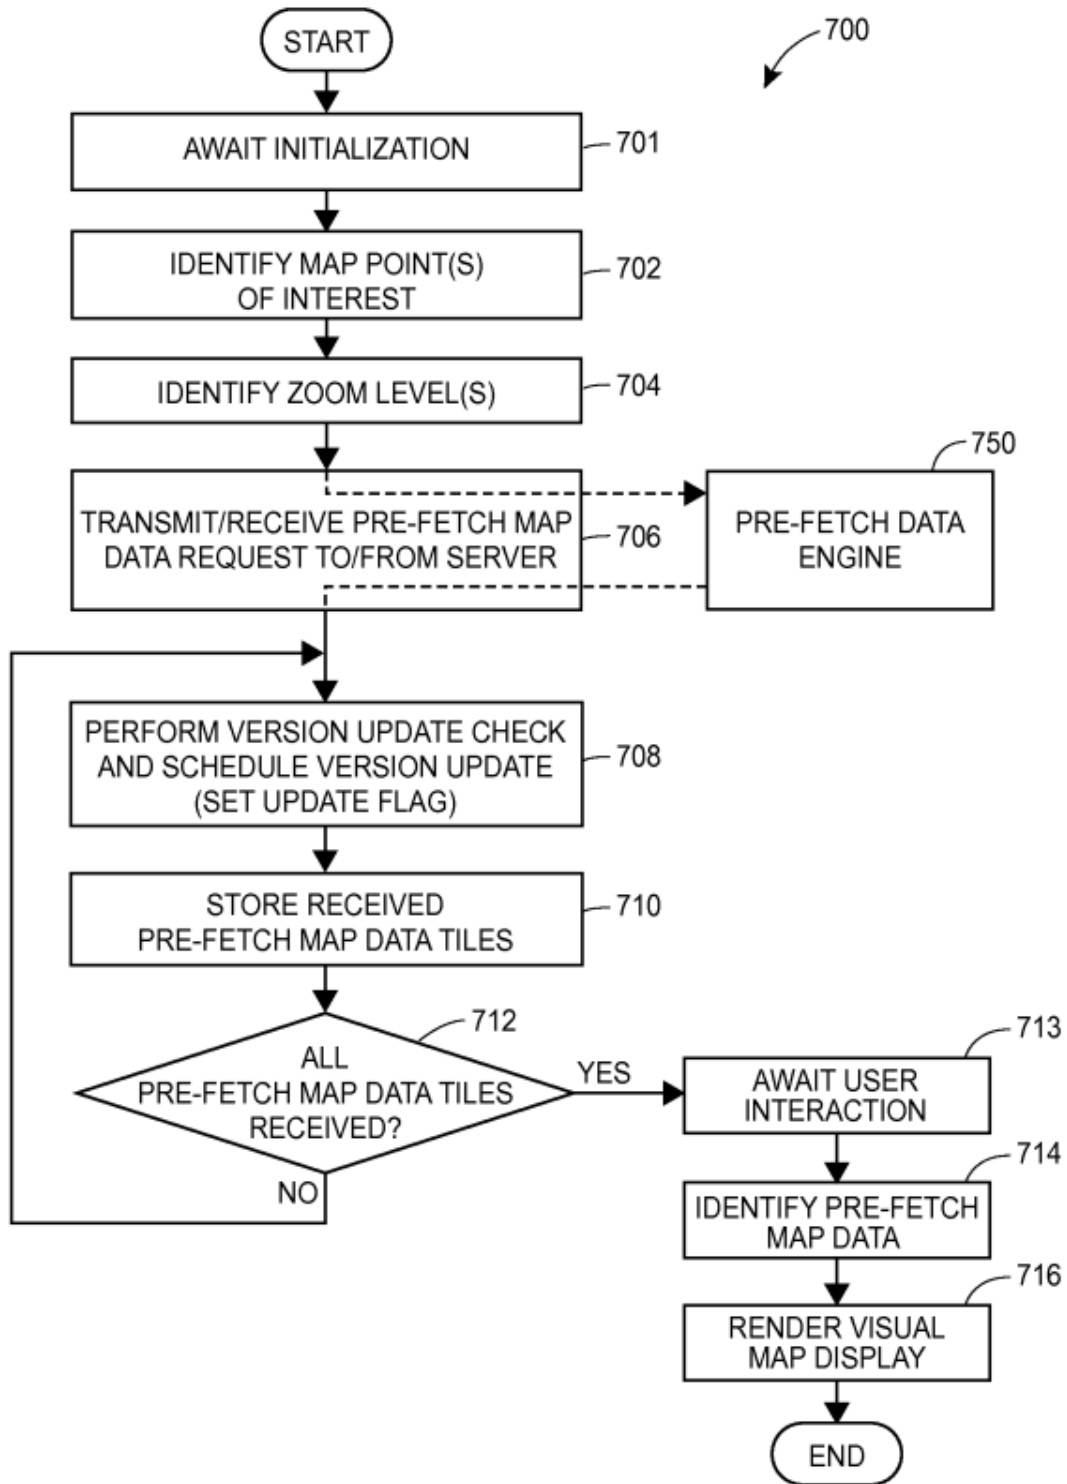 START
700
AWAIT INITIALIZATION
701
IDENTIFY MAP POINT(S)
OF INTEREST
702
IDENTIFY ZOOM LEVEL(S)
704
TRANSMIT/RECEIVE PRE-FETCH MAP
DATA REQUEST TO/FROM SERVER
706
750
PRE-FETCH DATA
ENGINE
PERFORM VERSION UPDATE CHECK
AND SCHEDULE VERSION UPDATE
(SET UPDATE FLAG)
708
STORE RECEIVED
PRE-FETCH MAP DATA TILES
710
712
ALL
PRE-FETCH MAP DATA TILES
RECEIVED?
YES
NO
713
AWAIT USER
INTERACTION
714
IDENTIFY PRE-FETCH
MAP DATA
716
RENDER VISUAL
MAP DISPLAY
END